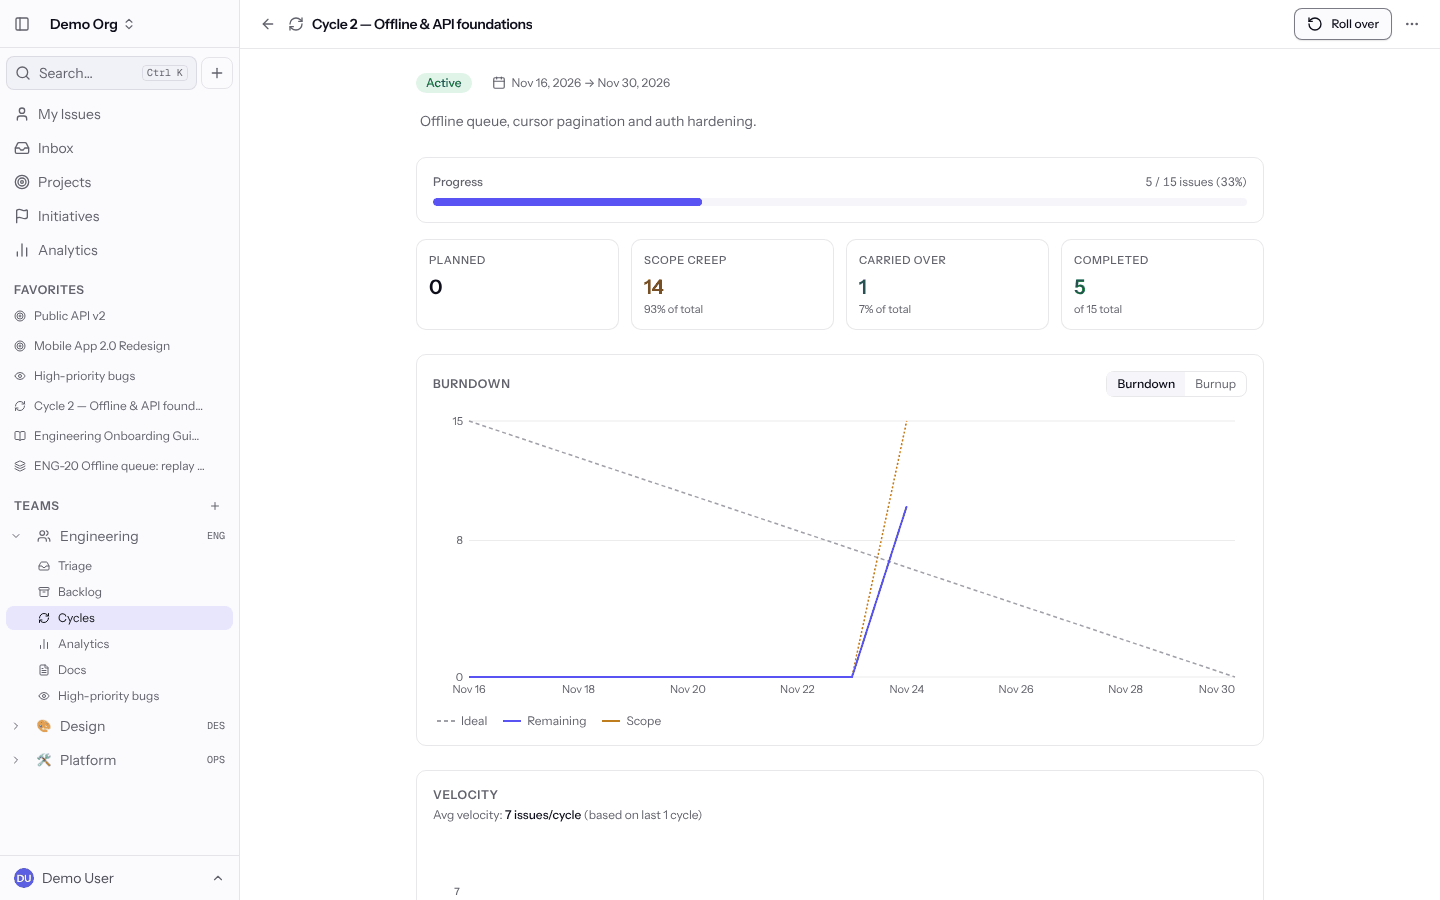 Demo Org
Search...
Ctrl K
My Issues
Inbox
Projects
Initiatives
Analytics
FAVORITES
Public API v2
Mobile App 2.0 Redesign
High-priority bugs
Cycle 2 — Offline & API found...
Engineering Onboarding Gui...
ENG-20 Offline queue: replay ...
TEAMS
Engineering ENG
Triage
Backlog
Cycles
Analytics
Docs
High-priority bugs
Design DES
Platform OPS
DU Demo User
Cycle 2 — Offline & API foundations
Roll over
Active
Nov 16, 2026 → Nov 30, 2026
Offline queue, cursor pagination and auth hardening.
Progress
5 / 15 issues (33%)
PLANNED
0
SCOPE CREEP
14
93% of total
CARRIED OVER
1
7% of total
COMPLETED
5
of 15 total
BURNDOWN
Burndown Burnup
15
8
0
Nov 16 Nov 18 Nov 20 Nov 22 Nov 24 Nov 26 Nov 28 Nov 30
Ideal Remaining Scope
VELOCITY
Avg velocity: 7 issues/cycle (based on last 1 cycle)
7